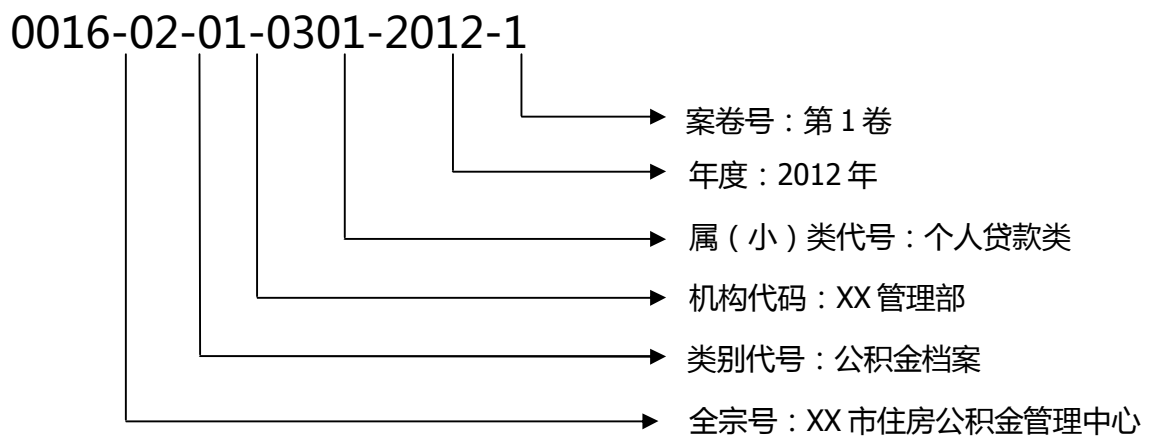 0016-02-01-0301-2012-1
案卷号：第1卷
年度：2012年
属（小）类代号：个人贷款类
机构代码：XX管理部
类别代号：公积金档案
全宗号：XX市住房公积金管理中心